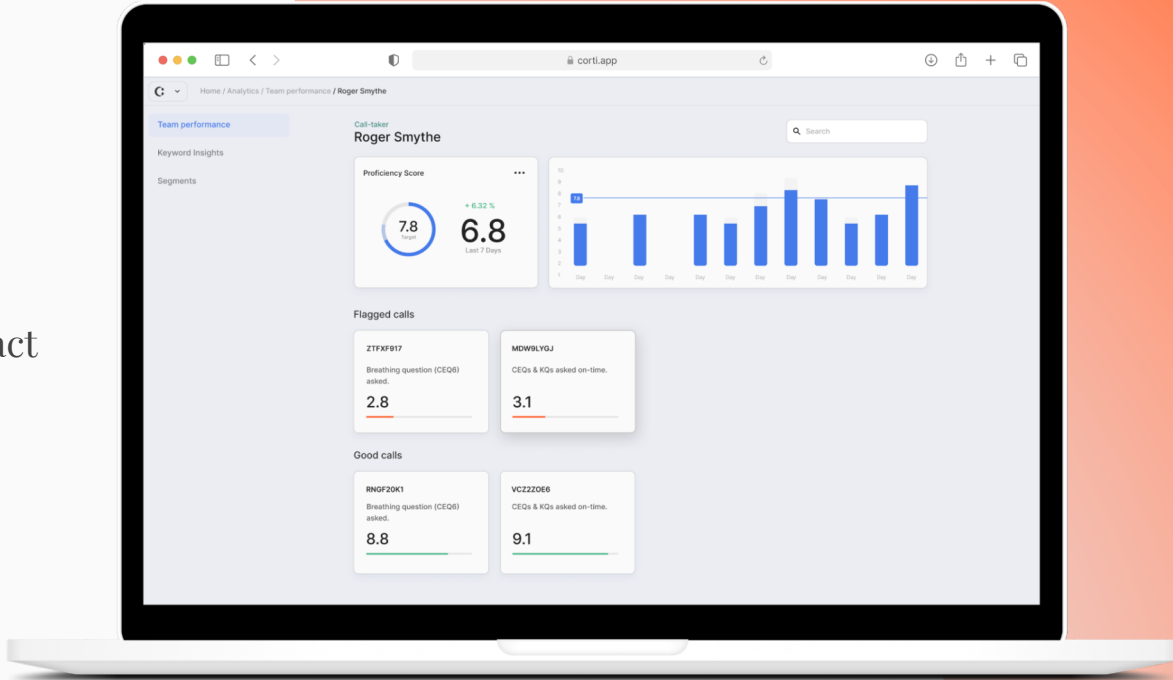 act
corti.app
Home / Analytics / Team performance / Roger Smythe
Team performance
Keyword Insights
Segments
Call-taker
Roger Smythe
Search
Proficiency Score
7.8
Target
+ 6.32 %
6.8
Last 7 Days
10
9
8
7
6
5
4
3
2
1
7.8
Day Day Day Day Day Day Day Day Day Day Day Day
Flagged calls
ZTFXF917
Breathing question (CEQ6)
asked.
2.8
MDW9LYGJ
CEQs & KQs asked on-time.
3.1
Good calls
RNGF20K1
Breathing question (CEQ6)
asked.
8.8
VCZ2ZOE6
CEQs & KQs asked on-time.
9.1